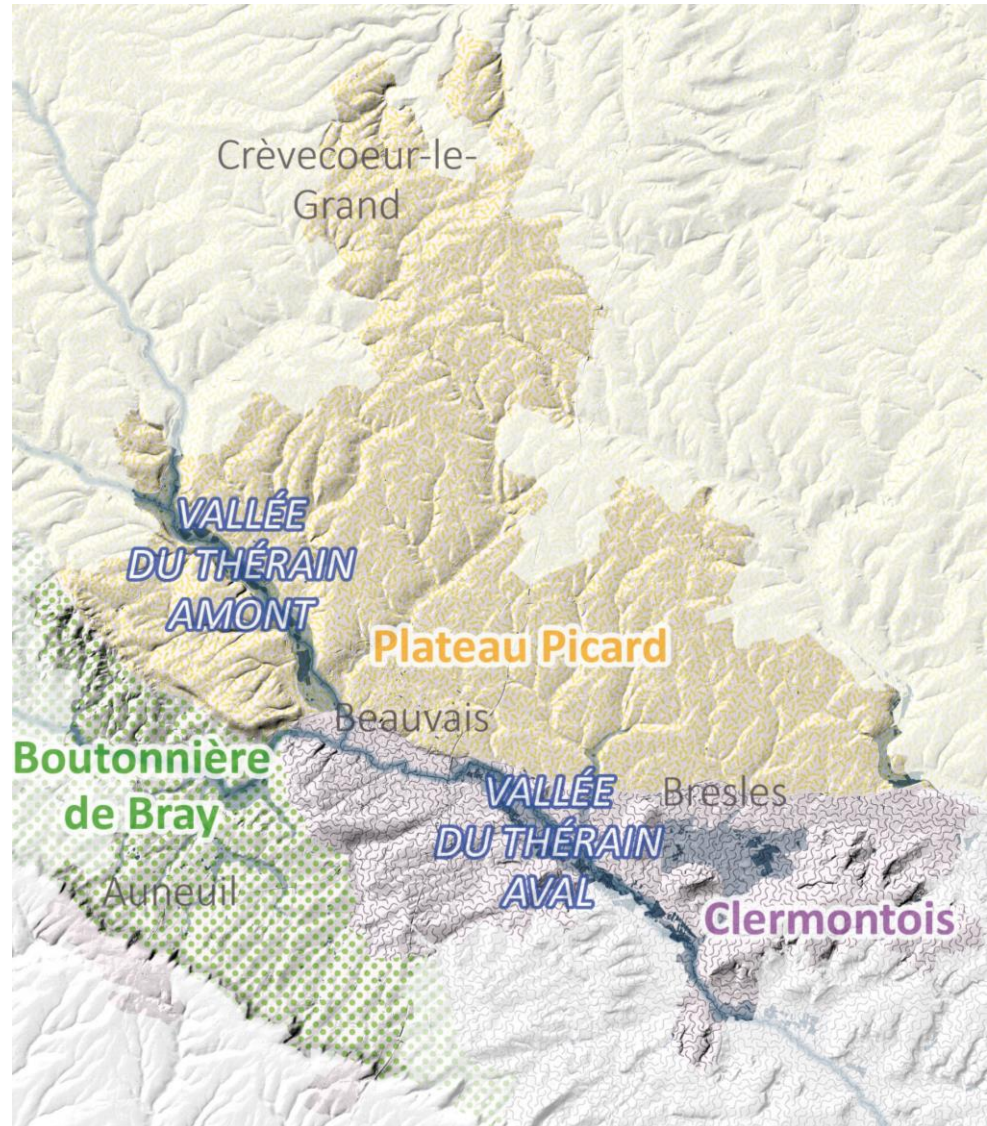 Crèvecoeur-le-
Grand
VALLÉE
DU THÉRAIN
AMONT
Plateau Picard
Beauvais
Boutonnière
de Bray
Bresles
VALLÉE
DU THÉRAIN
AVAL
Auneuil
Clermontois